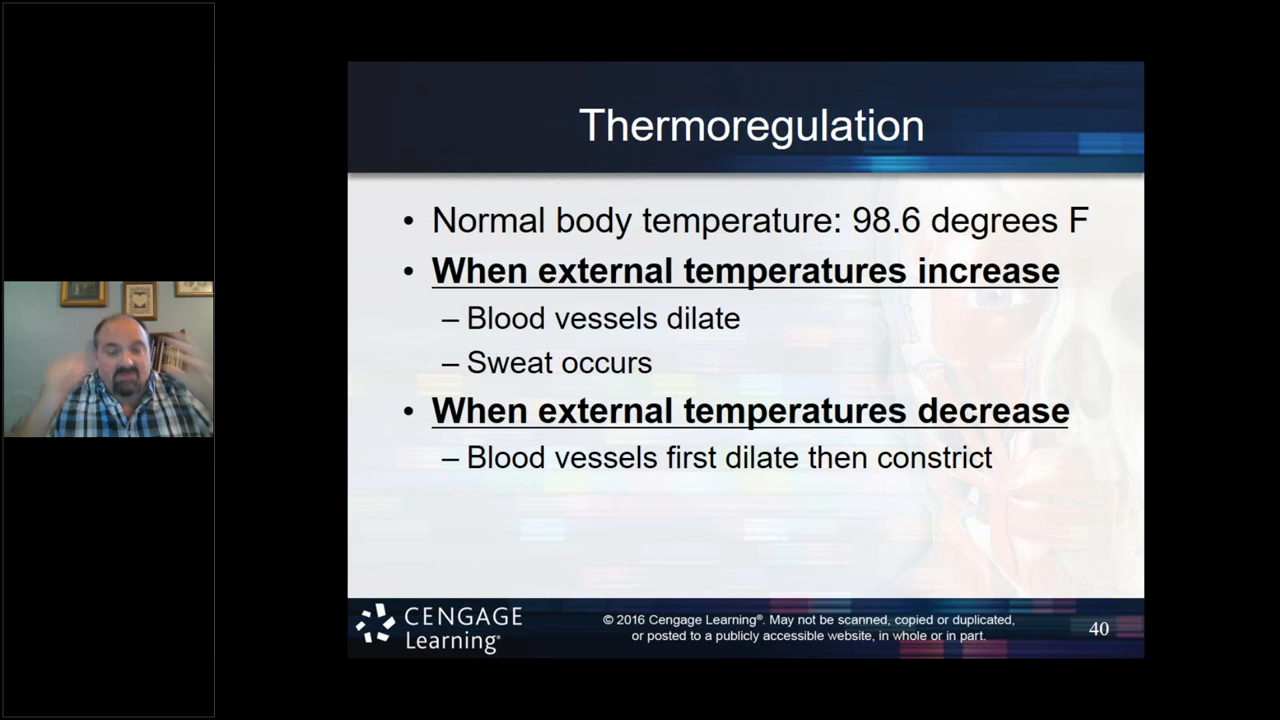 Thermoregulation
• Normal body temperature: 98.6 degrees F
• When external temperatures increase
– Blood vessels dilate
– Sweat occurs
• When external temperatures decrease
– Blood vessels first dilate then constrict
CENGAGE
Learning®
© 2016 Cengage Learning®. May not be scanned, copied or duplicated,
or posted to a publicly accessible website, in whole or in part.
40